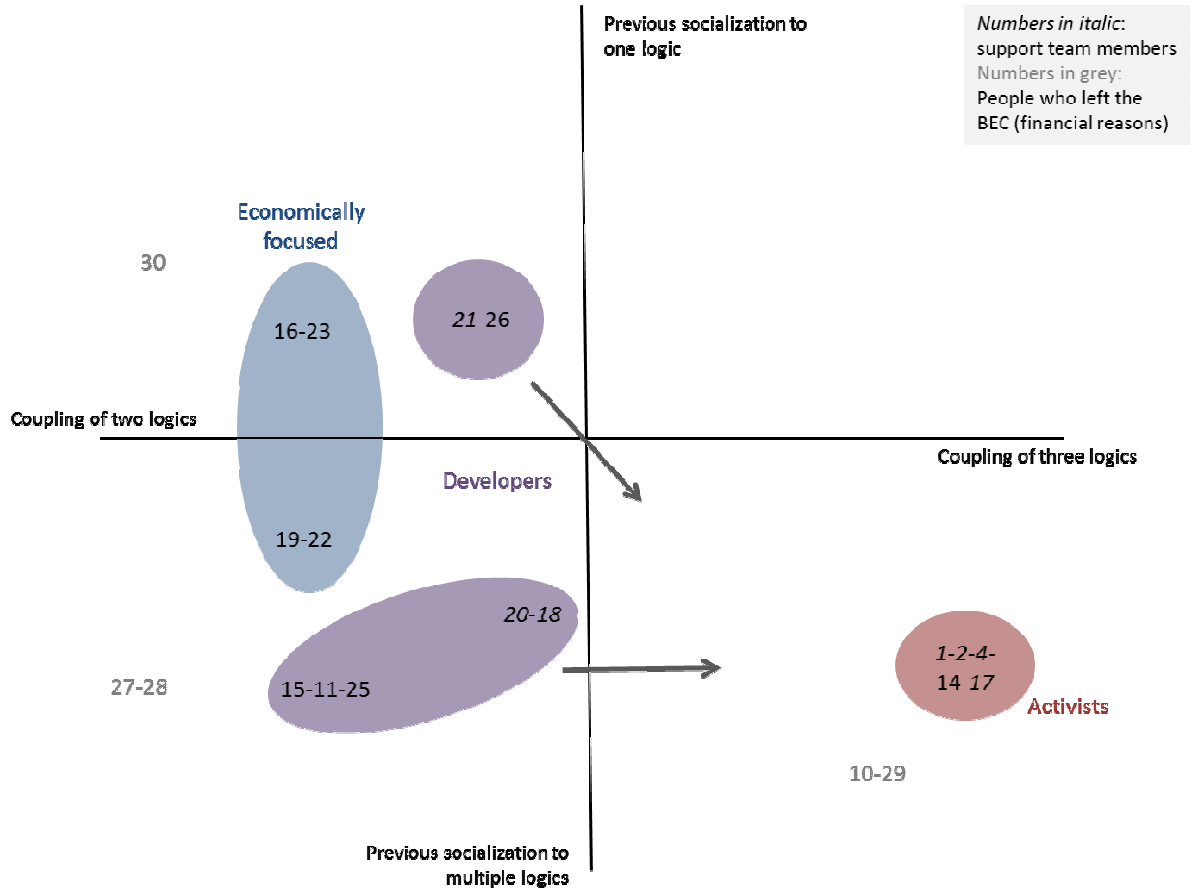 Previous socialization to
one logic
Numbers in italic:
support team members
Numbers in grey:
People who left the
BEC (financial reasons)
Economically
focused
30
16-23
21 26
Coupling of two logics
Coupling of three logics
Developers
19-22
20-18
15-11-25
27-28
1-2-4-
14 17
Activists
10-29
Previous socialization to
multiple logics